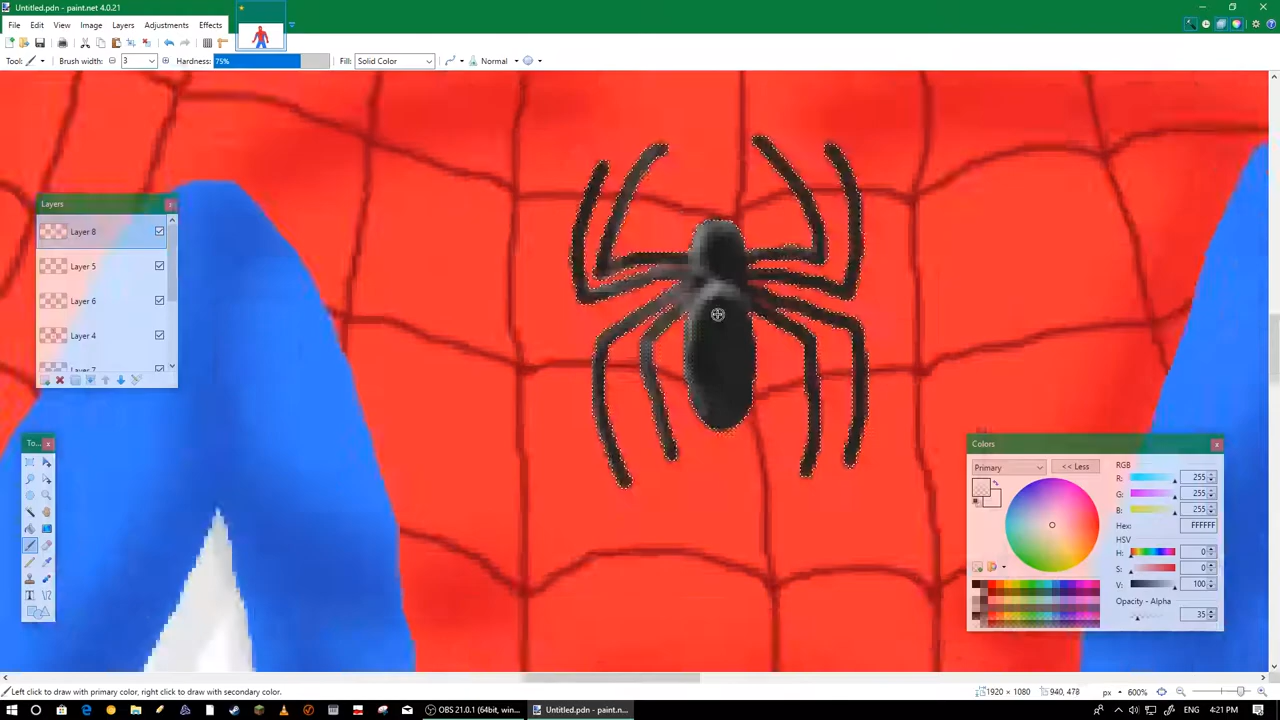 Untitled.pdn - paint.net 4.0.21
File Edit View Image Layers Adjustments Effects
Tool: Brush width: 3 Hardness: 75% Fill: Solid Color Normal
Layers
Layer 8
Layer 5
Layer 6
Layer 4
Layer 7
To...
Colors
Primary << Less RGB
R: 255
G: 255
B: 255
Hex: FFFFFF
HSV
H: 0
S: 0
V: 100
Opacity - Alpha
35
Left click to draw with primary color, right click to draw with secondary color. 1920 × 1080 940, 478 px 600%
OBS 21.0.1 (64bit, win... Untitled.pdn - paint.n... 4:21 PM